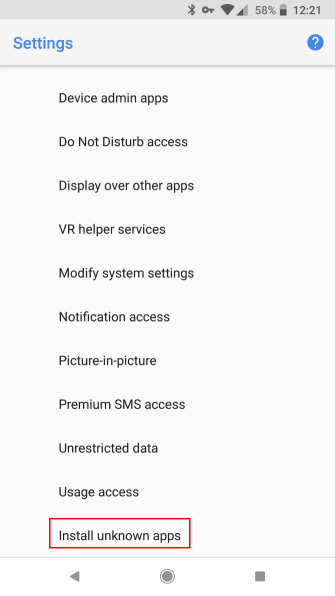 58% 12:21
Settings
Device admin apps
Do Not Disturb access
Display over other apps
VR helper services
Modify system settings
Notification access
Picture-in-picture
Premium SMS access
Unrestricted data
Usage access
Install unknown apps